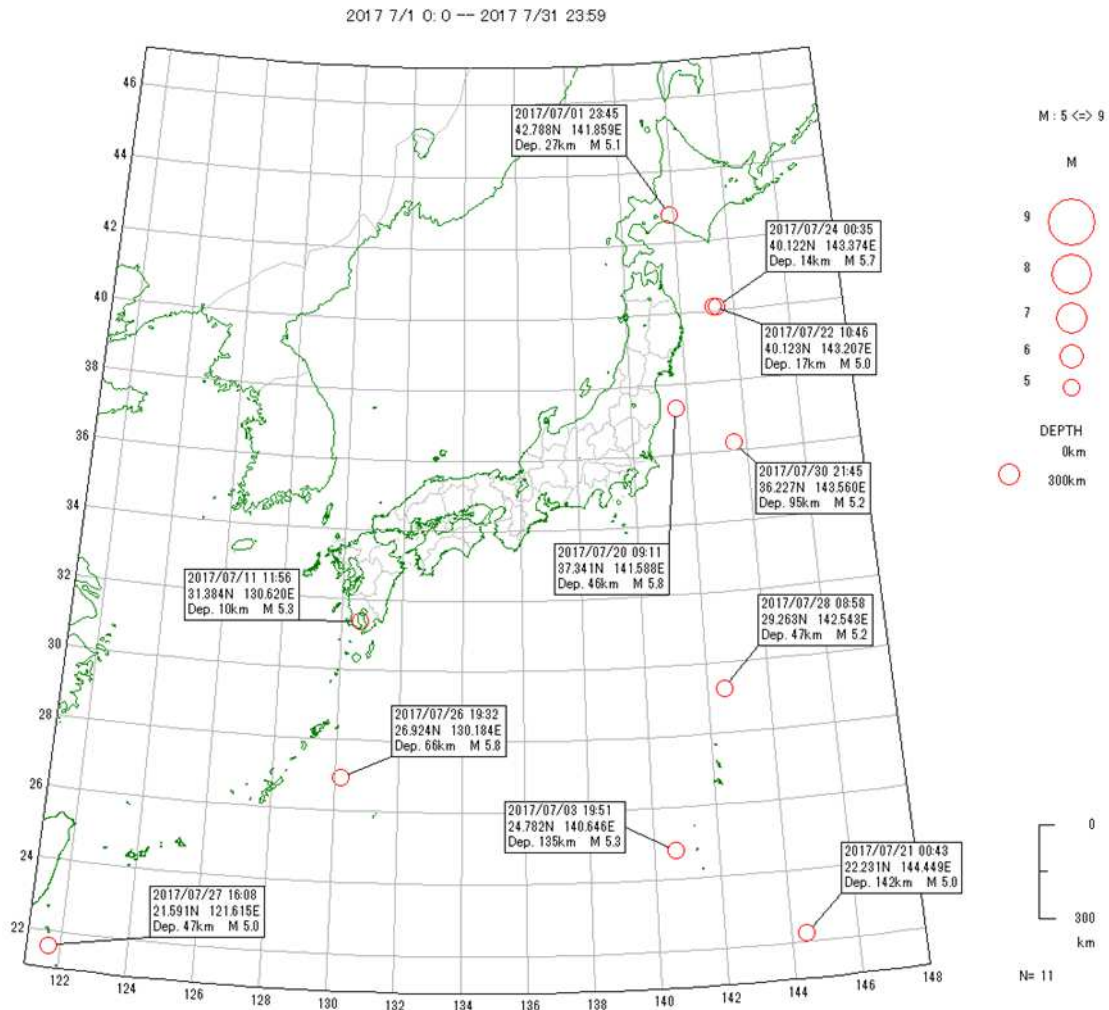 2017 7/1 0: 0 -- 2017 7/31 23:59
46
44
42
40
38
36
34
32
30
28
26
24
22
122
124
126
128
130
132
134
136
138
140
142
144
146
148
2017/07/01 23:45
42.788N 141.859E
Dep. 27km M 5.1
2017/07/24 00:35
40.122N 143.374E
Dep. 14km M 5.7
2017/07/22 10:46
40.123N 143.207E
Dep. 17km M 5.0
2017/07/30 21:45
36.227N 143.560E
Dep. 95km M 5.2
2017/07/20 09:11
37.341N 141.588E
Dep. 46km M 5.8
2017/07/11 11:56
31.384N 130.620E
Dep. 10km M 5.3
2017/07/28 08:58
29.263N 142.543E
Dep. 47km M 5.2
2017/07/26 19:32
26.924N 130.184E
Dep. 66km M 5.8
2017/07/03 19:51
24.782N 140.646E
Dep. 135km M 5.3
2017/07/21 00:43
22.231N 144.449E
Dep. 142km M 5.0
2017/07/27 16:08
21.591N 121.615E
Dep. 47km M 5.0
M : 5 <=> 9
M
9
8
7
6
5
DEPTH
0km
300km
0
300
km
N= 11